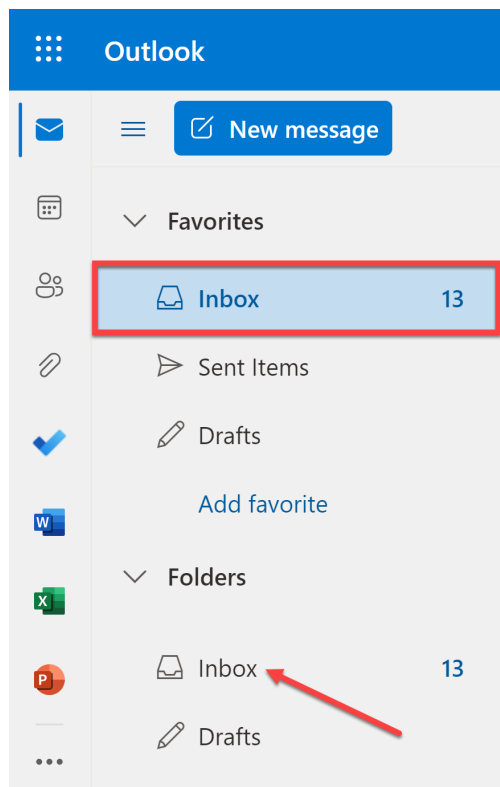 Outlook
New message
Favorites
Inbox 13
Sent Items
Drafts
Add favorite
W
Folders
X
Inbox 13
P
Drafts